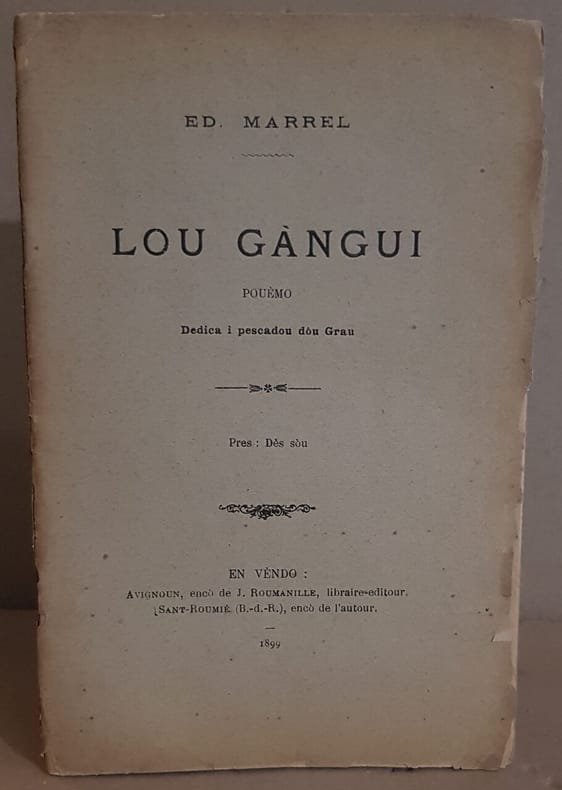 ED. MARREL
LOU GÀNGUI
POUÈMO
Dedica i pescadou dóu Grau
Pres : Dès sòu
EN VÈNDO :
AVIGNOUN, encò de J. ROUMANILLE, libraire-editour.
SANT-ROUMIÉ (B.-d.-R.), encò de l'autour.
1899